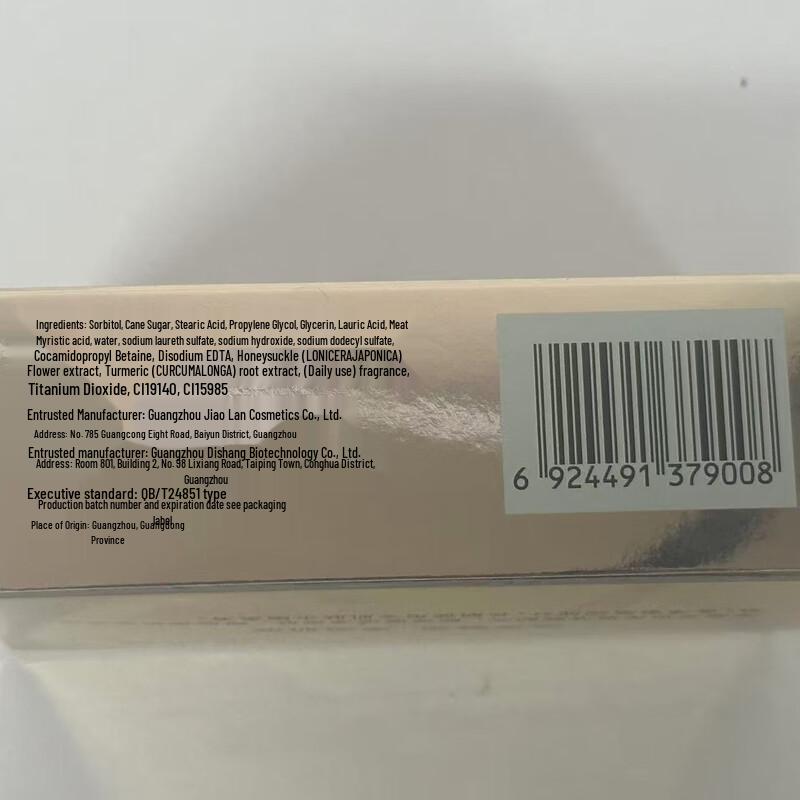 Ingredients: Sorbitol, Cane Sugar, Stearic Acid, Propylene Glycol, Glycerin, Lauric Acid, Meat
Myristic acid, water, sodium laureth sulfate, sodium hydroxide, sodium dodecyl sulfate,
Cocamidopropyl Betaine, Disodium EDTA, Honeysuckle (LONICERAJAPONICA)
Flower extract, Turmeric (CURCUMALONGA) root extract, (Daily use) fragrance,
Titanium Dioxide, CI19140, CI15985
Entrusted Manufacturer: Guangzhou Jiao Lan Cosmetics Co., Ltd.
Address: No. 785 Guangcong Eight Road, Baiyun District, Guangzhou
Entrusted manufacturer: Guangzhou Dishang Biotechnology Co., Ltd.
Address: Room 801, Building 2, No. 98 Lixiang Road, Taiping Town, Conghua District,
Guangzhou
Executive standard: QB/T24851 type
Production batch number and expiration date see packaging
label
Place of Origin: Guangzhou, Guangdong
Province
6 924491 379008